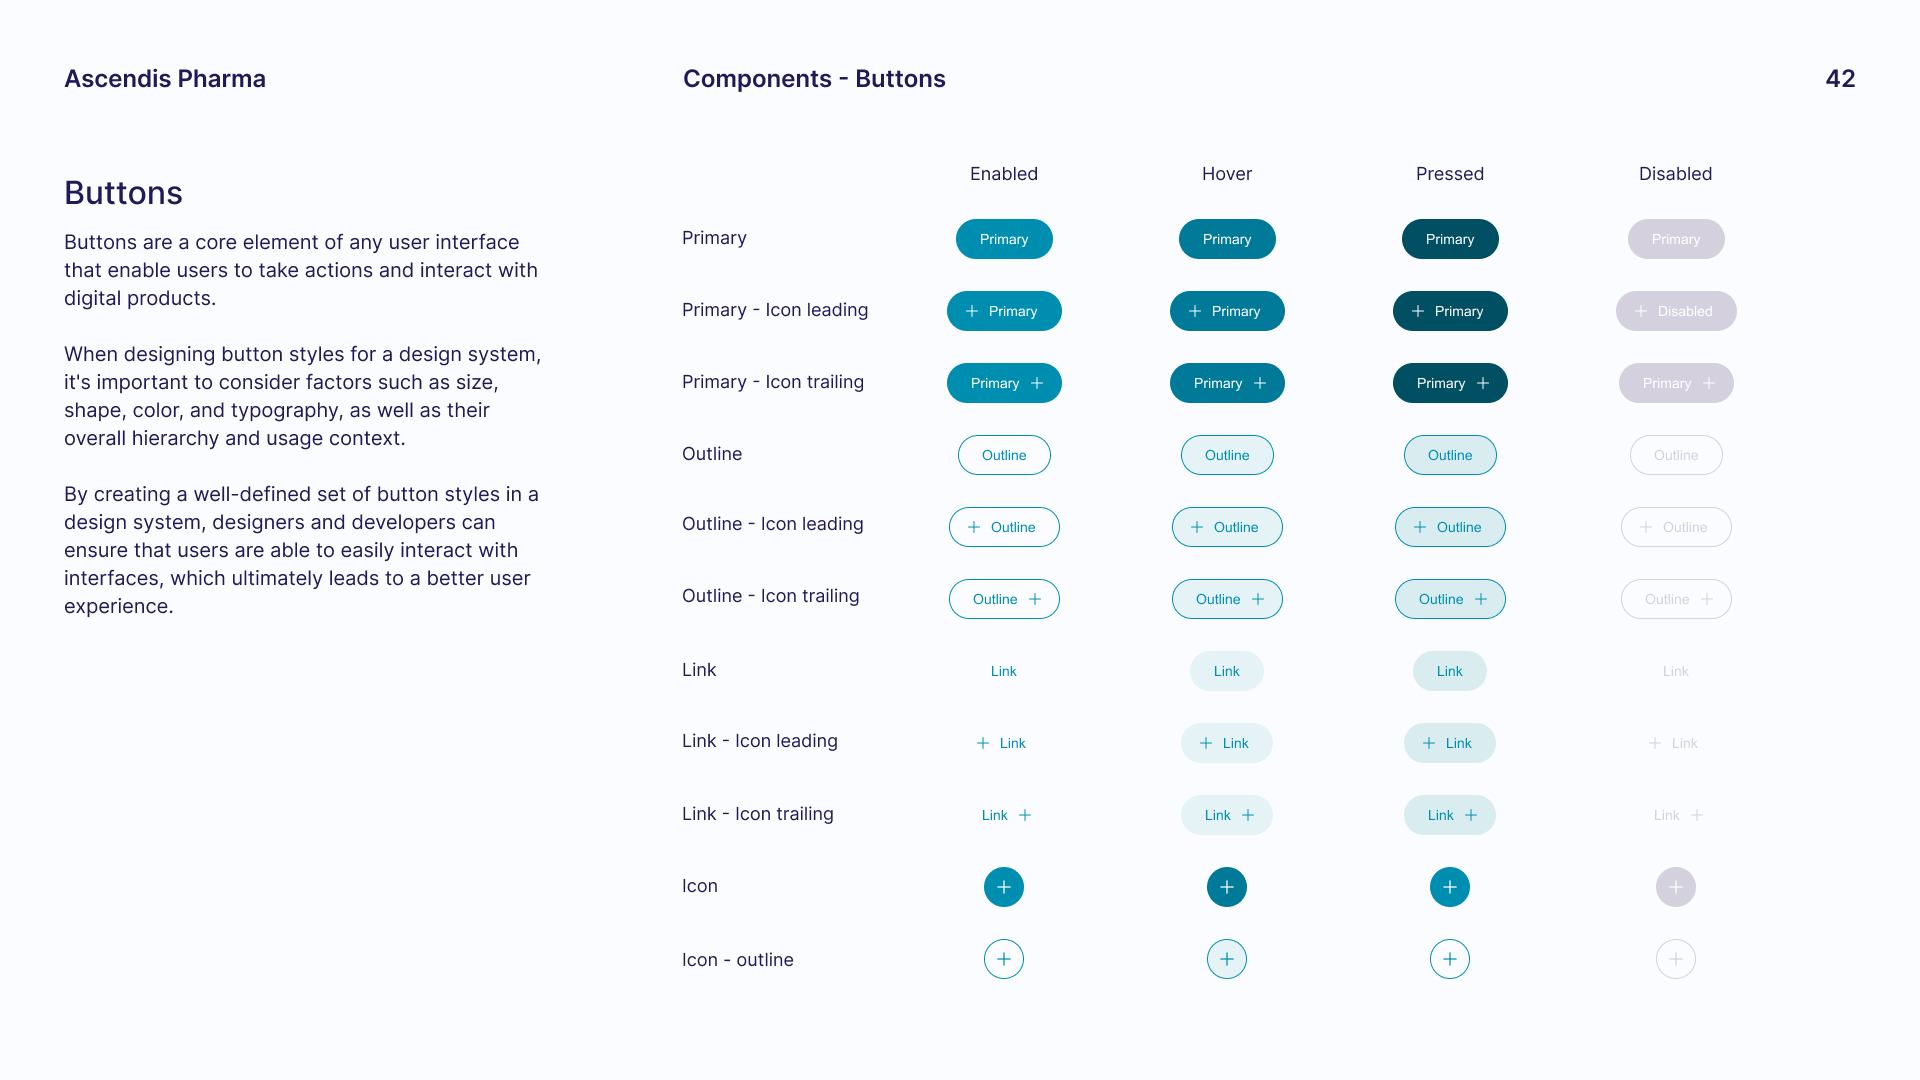 Ascendis Pharma
Components - Buttons
42
Buttons
Buttons are a core element of any user interface
that enable users to take actions and interact with
digital products.
When designing button styles for a design system,
it's important to consider factors such as size,
shape, color, and typography, as well as their
overall hierarchy and usage context.
By creating a well-defined set of button styles in a
design system, designers and developers can
ensure that users are able to easily interact with
interfaces, which ultimately leads to a better user
experience.
Enabled Hover Pressed Disabled
Primary Primary Primary Primary Primary
Primary - Icon leading Primary Primary Primary Disabled
Primary - Icon trailing Primary Primary Primary Primary
Outline Outline Outline Outline Outline
Outline - Icon leading Outline Outline Outline Outline
Outline - Icon trailing Outline Outline Outline Outline
Link Link Link Link Link
Link - Icon leading Link Link Link Link
Link - Icon trailing Link Link Link Link
Icon
Icon - outline